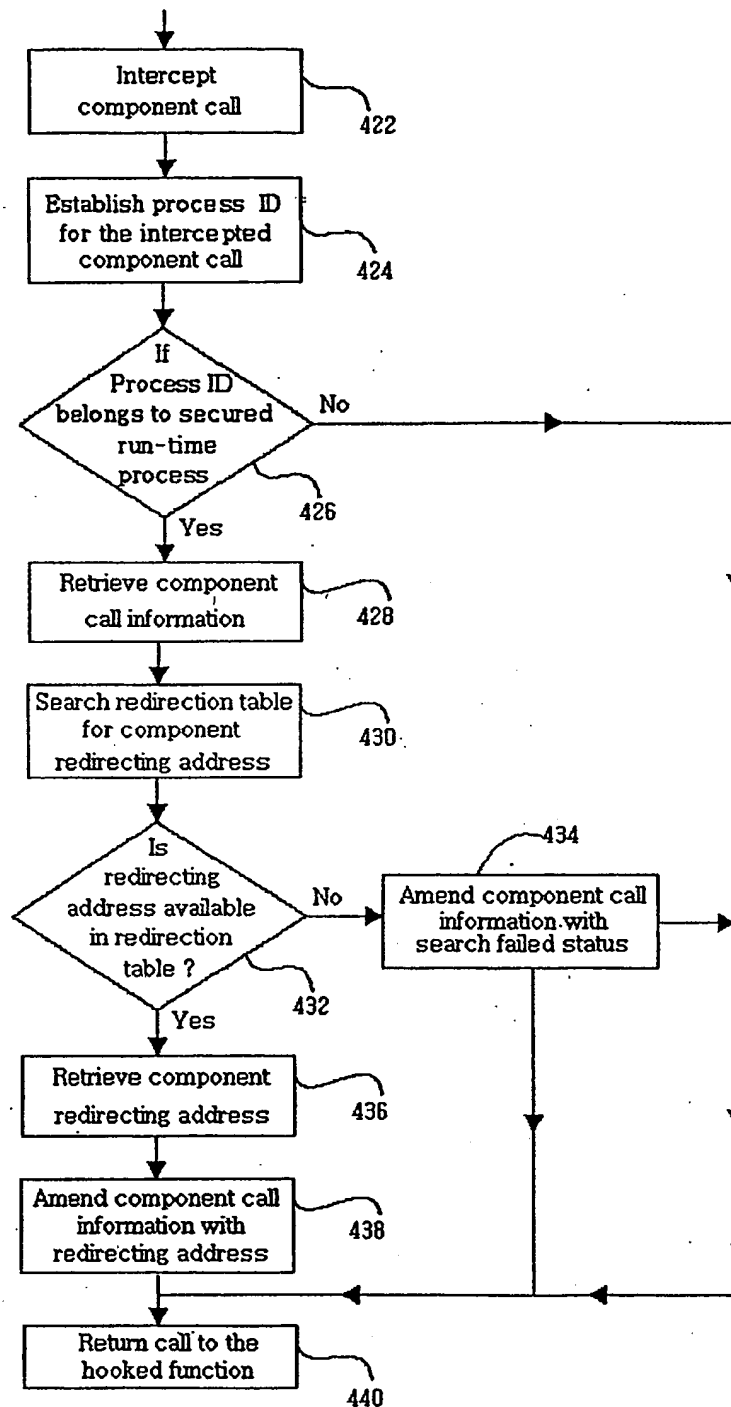 Intercept
component call
422
Establish process ID
for the intercepted
component call
424
If
Process ID
belongs to secured
run-time
process
No
426
Yes
Retrieve component
call information
428
Search redirection table
for component
redirecting address
430
Is
redirecting
address available
in redirection
table ?
No
432
434
Amend component call
information with
search failed status
Yes
Retrieve component
redirecting address
436
Amend component call
information with
redirecting address
438
Return call to the
hooked function
440